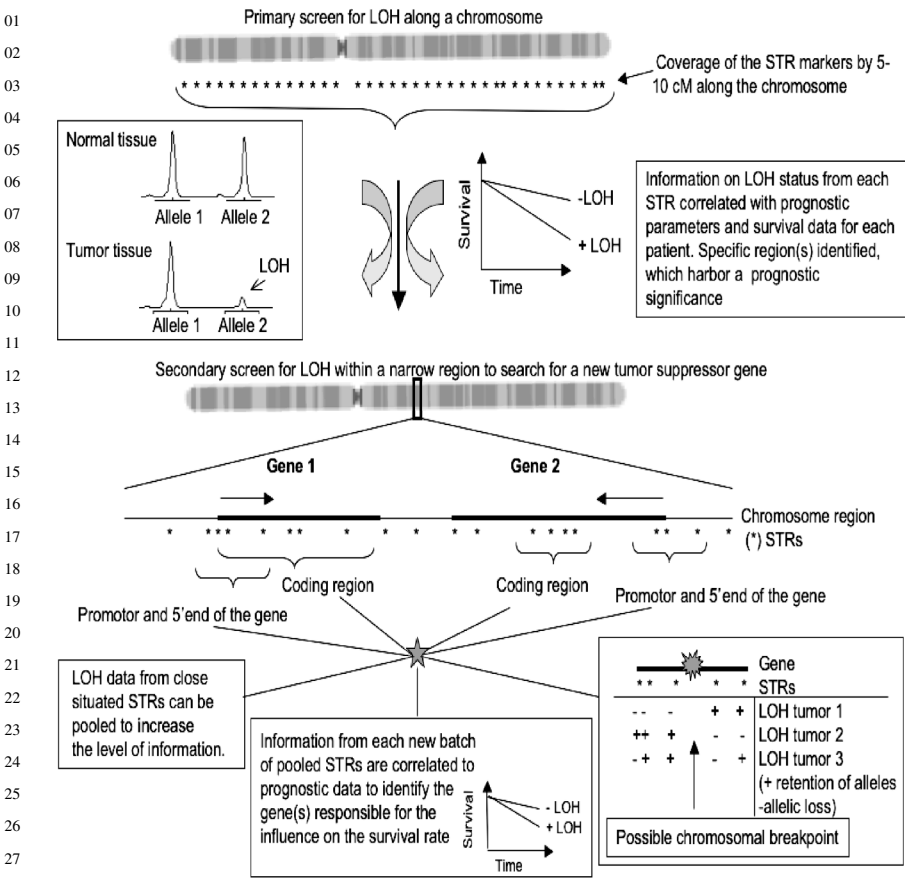 01
02
03
04
05
06
07
08
09
10
11
12
13
14
15
16
17
18
19
20
21
22
23
24
25
26
27
Primary screen for LOH along a chromosome
* * * * * * * * * * * * * * * * * * * * * * * * * * * * * * * * * * * *
Coverage of the STR markers by 5-
10 cM along the chromosome
Normal tissue
Allele 1 Allele 2
Tumor tissue
LOH
Allele 1 Allele 2
Survival
-LOH
+ LOH
Time
Information on LOH status from each
STR correlated with prognostic
parameters and survival data for each
patient. Specific region(s) identified,
which harbor a prognostic
significance
Secondary screen for LOH within a narrow region to search for a new tumor suppressor gene
Gene 1 Gene 2
Chromosome region
* * * * * * * * * * * * * * * * * * * *
(*) STRs
Coding region Coding region
Promotor and 5'end of the gene
Promotor and 5'end of the gene
LOH data from close
situated STRs can be
pooled to increase
the level of information.
Information from each new batch
of pooled STRs are correlated to
prognostic data to identify the
gene(s) responsible for the
influence on the survival rate
Survival
- LOH
+ LOH
Time
Gene
** * * * STRs
-- - + + LOH tumor 1
++ + - - LOH tumor 2
-+ + - + LOH tumor 3
(+ retention of alleles
-allelic loss)
Possible chromosomal breakpoint